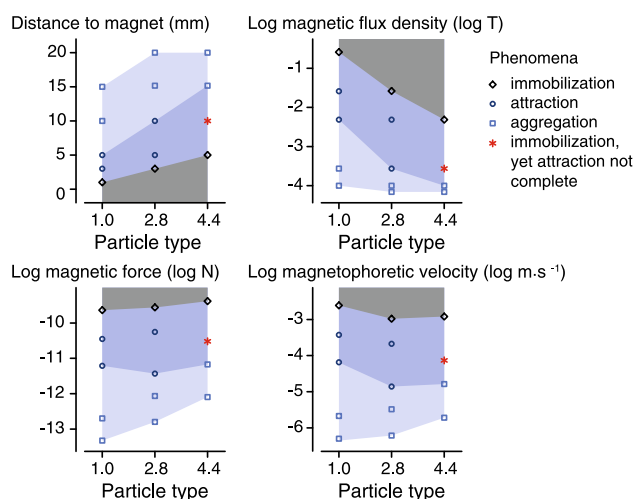 Distance to magnet (mm)
20
15
10
5
0
1.0 2.8 4.4
Particle type
Log magnetic flux density (log T)
-1
-2
-3
-4
1.0 2.8 4.4
Particle type
Phenomena
immobilization
attraction
aggregation
immobilization,
yet attraction not
complete
Log magnetic force (log N)
-10
-11
-12
-13
1.0 2.8 4.4
Particle type
Log magnetophoretic velocity (log m·s⁻¹)
-3
-4
-5
-6
1.0 2.8 4.4
Particle type